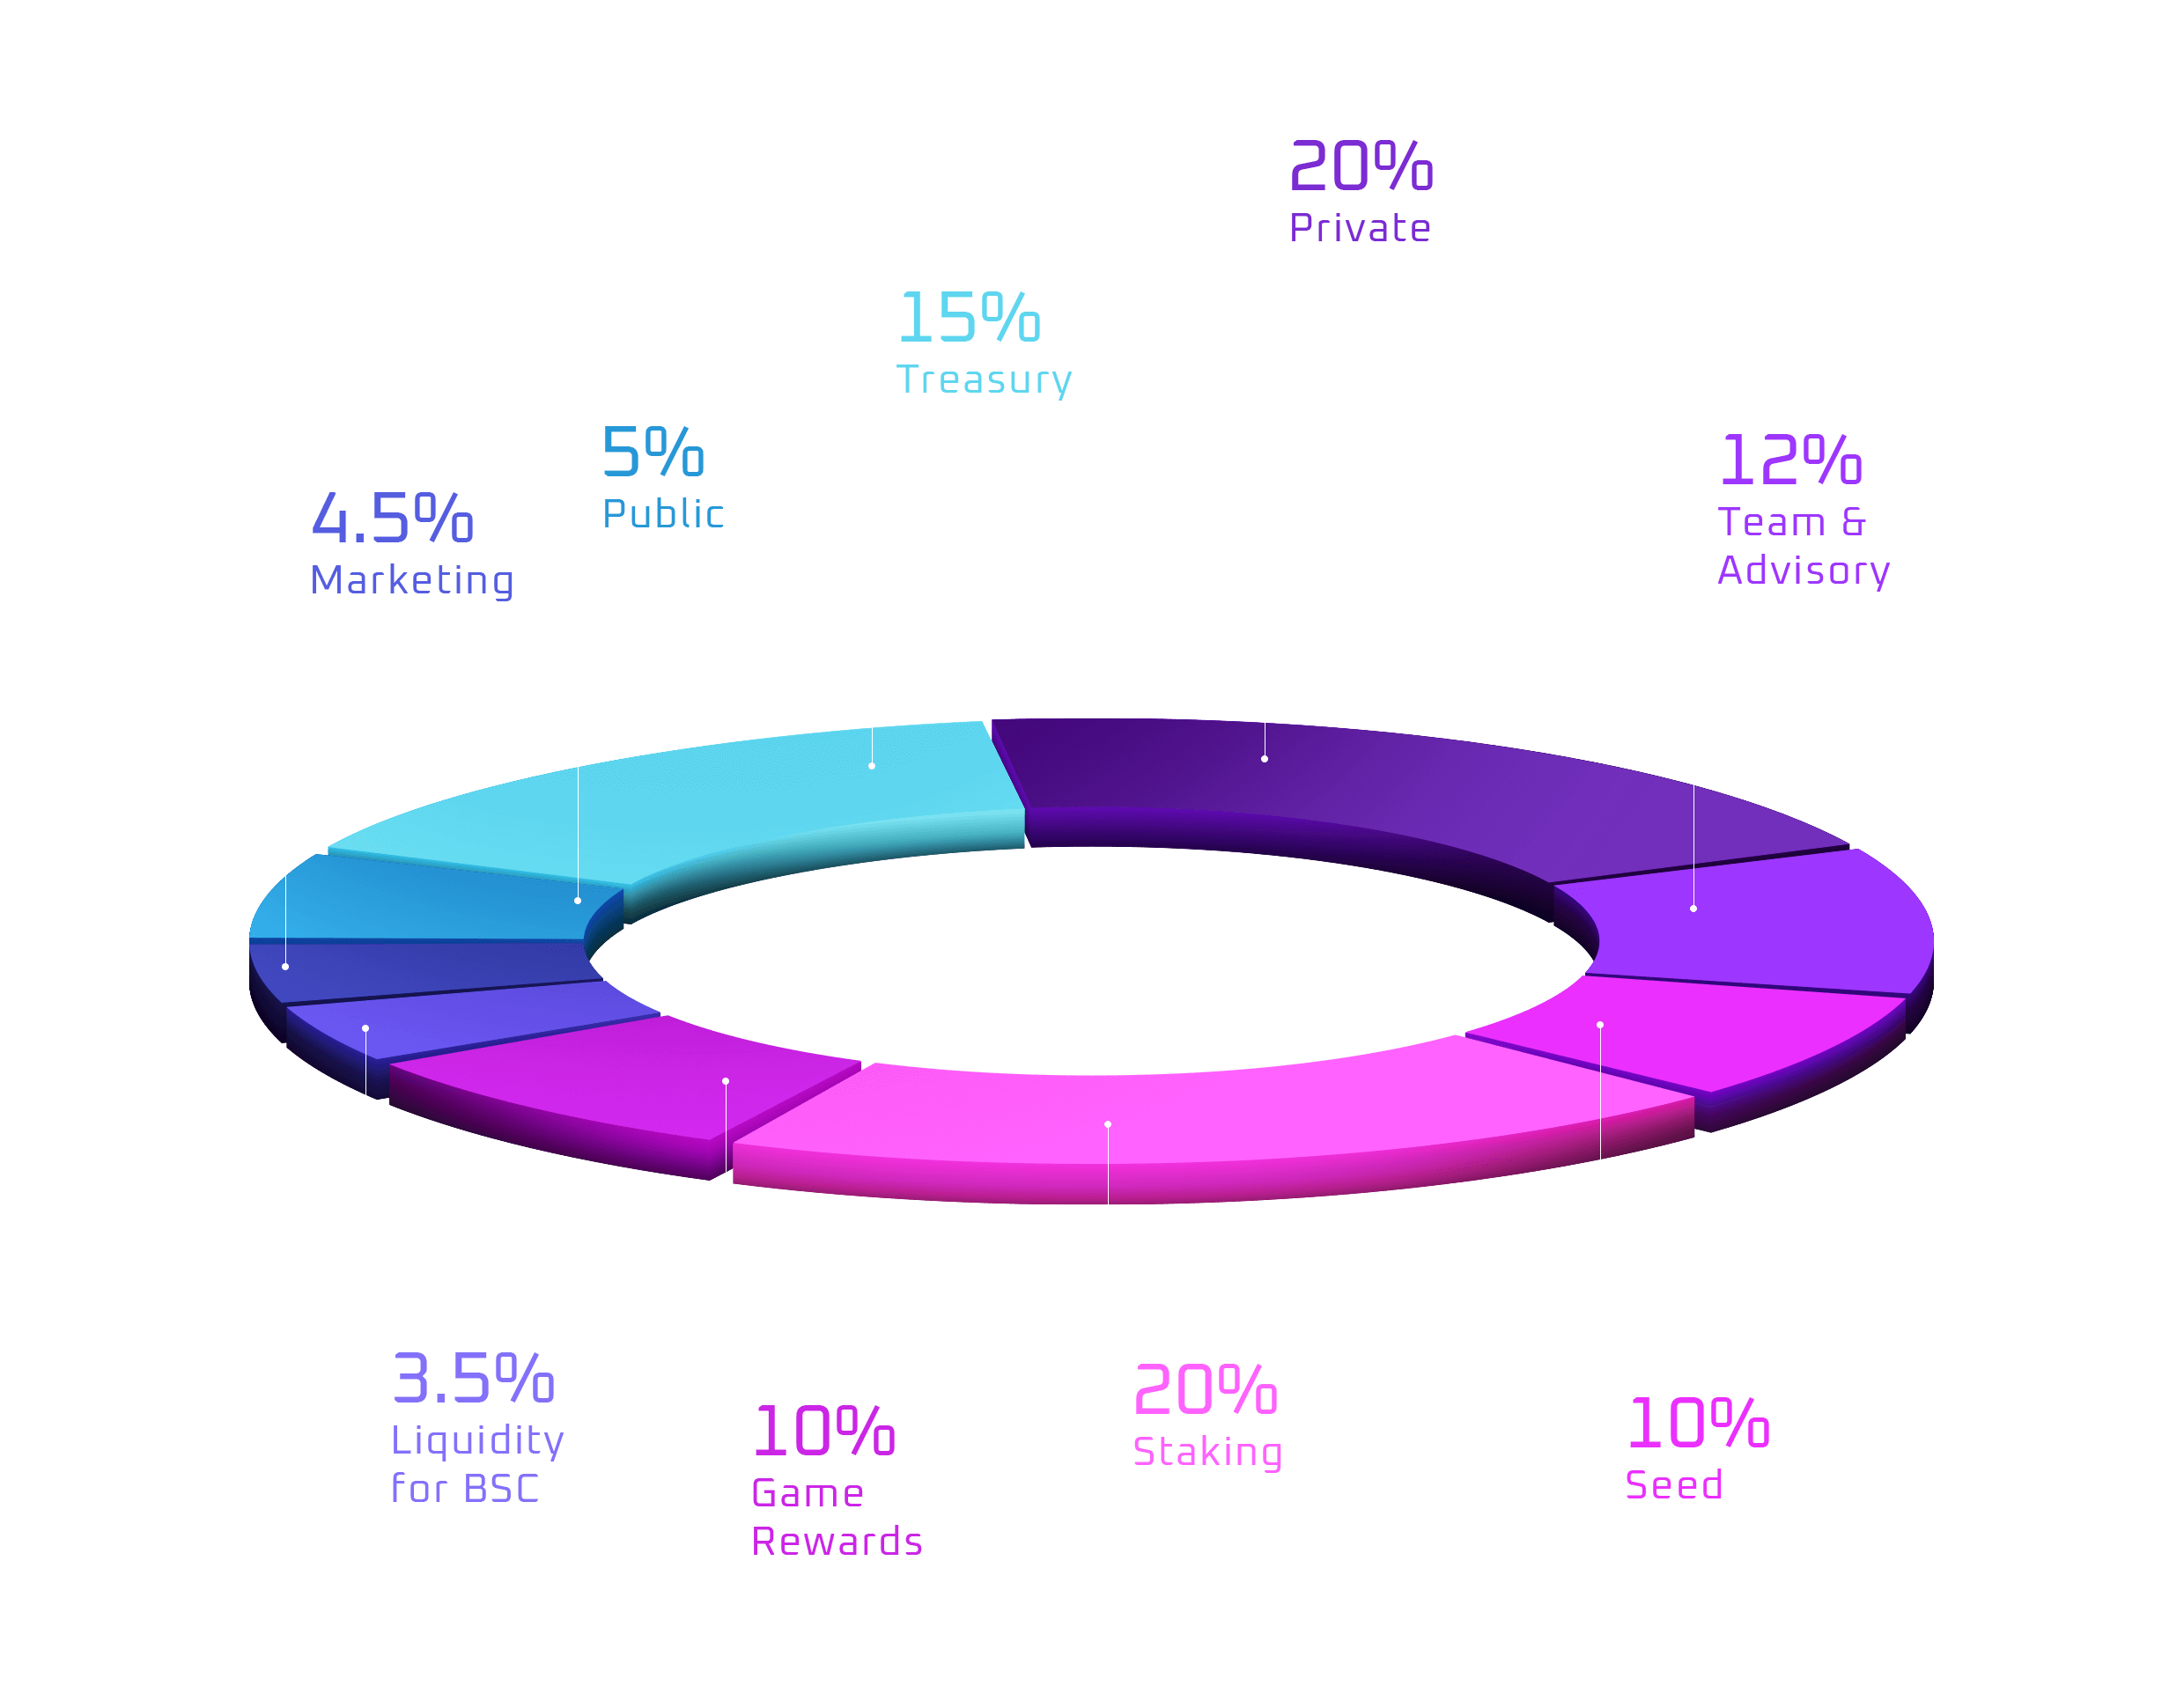 20%
Private
15%
Treasury
5%
Public
12%
Team &
Advisory
4.5%
Marketing
3.5%
Liquidity
for BSC
10%
Game
Rewards
20%
Staking
10%
Seed